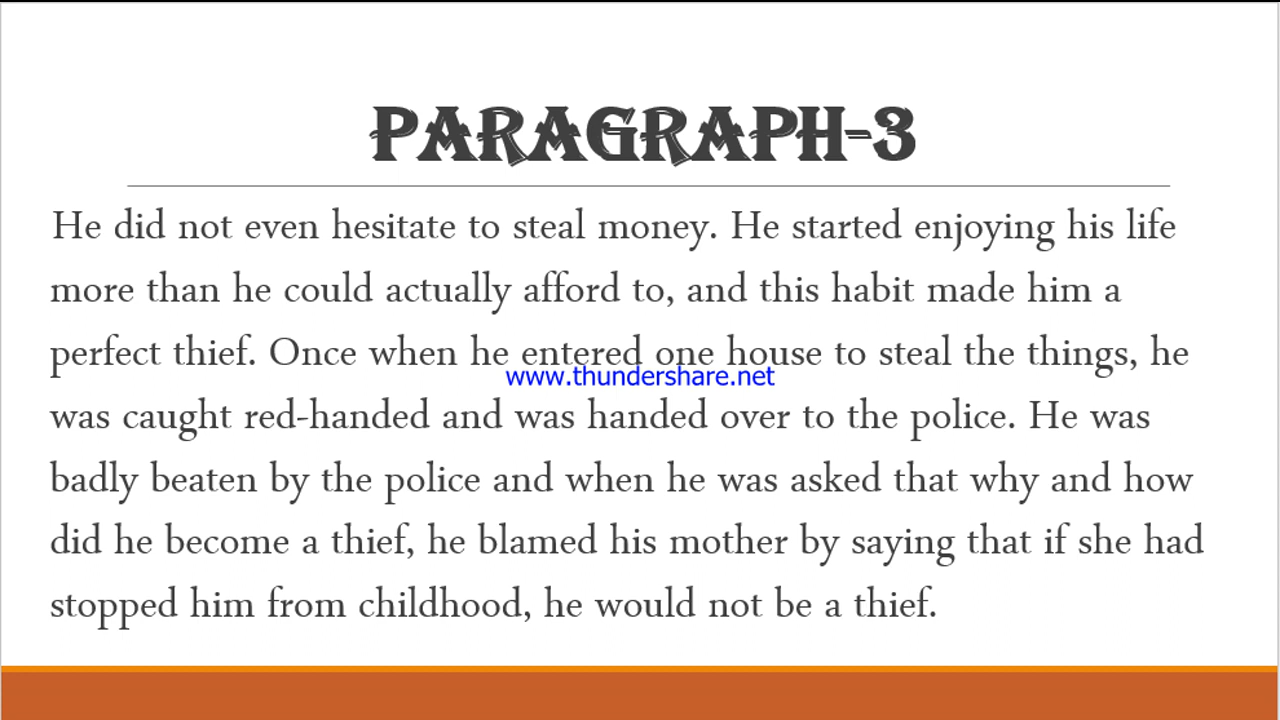 PARAGRAPH-3
He did not even hesitate to steal money. He started enjoying his life
more than he could actually afford to, and this habit made him a
perfect thief. Once when he entered one house to steal the things, he
www.thundershare.net
was caught red-handed and was handed over to the police. He was
badly beaten by the police and when he was asked that why and how
did he become a thief, he blamed his mother by saying that if she had
stopped him from childhood, he would not be a thief.